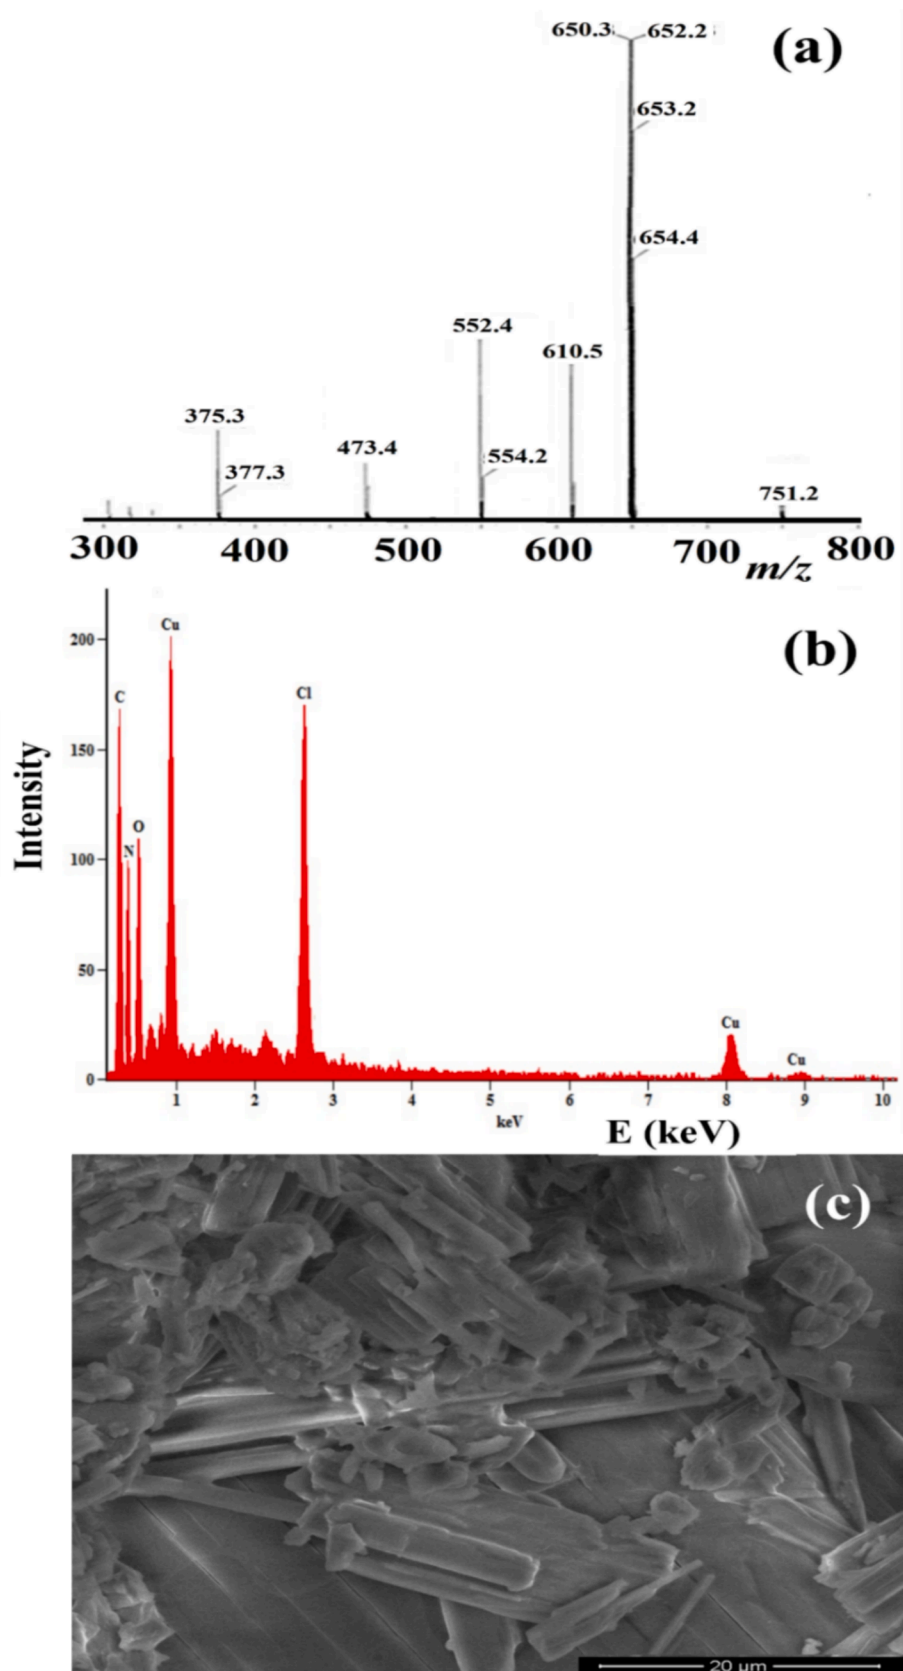 (a)
650.3 652.2
653.2
654.4
552.4
610.5
375.3
473.4
554.2
377.3
751.2
300 400 500 600 700 800
m/z
(b)
Cu
200
C
Cl
150
O
N
100
50
Cu
Cu
0
1 2 3 4 5 6 7 8 9 10
keV
E (keV)
Intensity
(c)
20 µm